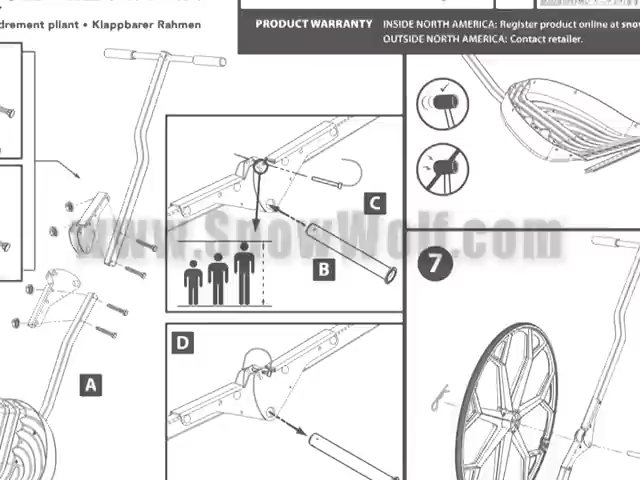 drement pliant • Klappbarer Rahmen
PRODUCT WARRANTY INSIDE NORTH AMERICA: Register product online at snow
OUTSIDE NORTH AMERICA: Contact retailer.
C
www.SnowWolf.com
B
7
D
A